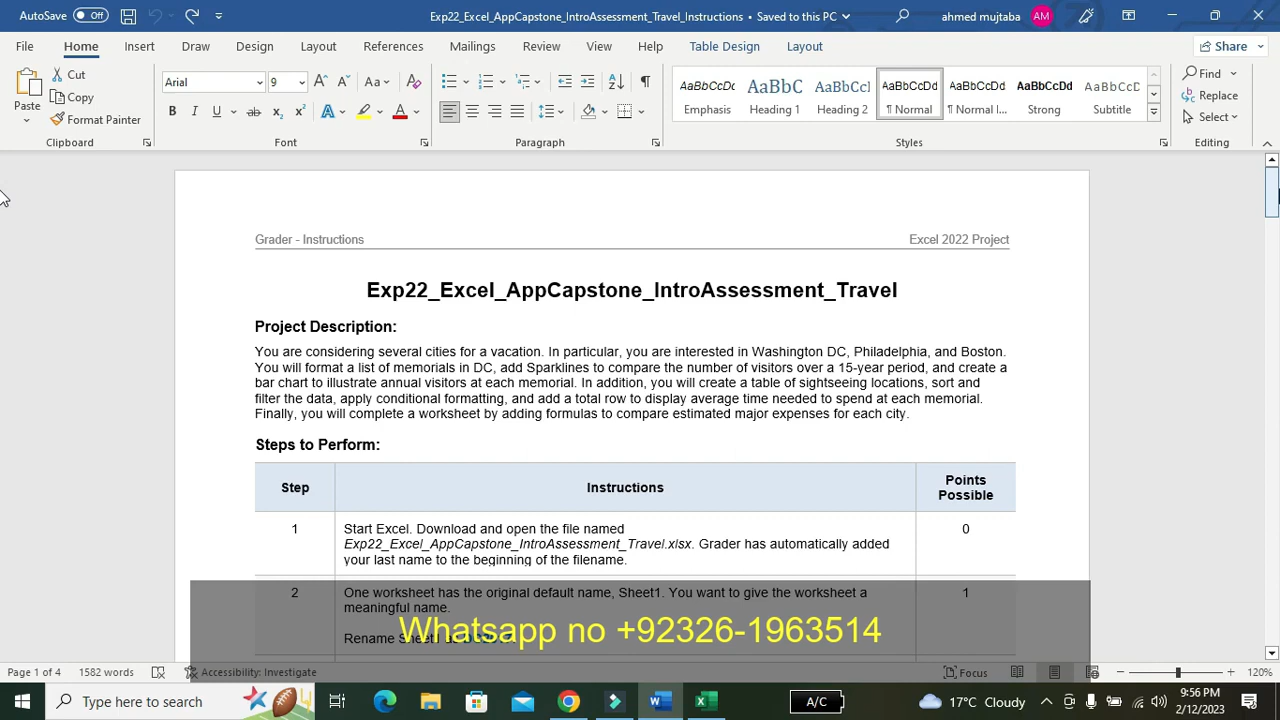 AutoSave Off Exp22_Excel_AppCapstone_IntroAssessment_Travel_Instructions • Saved to this PC ahmed mujtaba AM
File Home Insert Draw Design Layout References Mailings Review View Help Table Design Layout Share
Paste Cut Copy Format Painter
Arial 9
AaBbCcDd Emphasis
AaBbC Heading 1
AaBbCcI Heading 2
AaBbCcDd ¶ Normal
AaBbCcDd ¶ Normal I...
AaBbCcDd Strong
AaBbCcDc Subtitle
Find
Replace
Select
Clipboard Font Paragraph Styles Editing
Grader - Instructions Excel 2022 Project
Exp22_Excel_AppCapstone_IntroAssessment_Travel
Project Description:
You are considering several cities for a vacation. In particular, you are interested in Washington DC, Philadelphia, and Boston.
You will format a list of memorials in DC, add Sparklines to compare the number of visitors over a 15-year period, and create a
bar chart to illustrate annual visitors at each memorial. In addition, you will create a table of sightseeing locations, sort and
filter the data, apply conditional formatting, and add a total row to display average time needed to spend at each memorial.
Finally, you will complete a worksheet by adding formulas to compare estimated major expenses for each city.
Steps to Perform:
Step Instructions Points Possible
1 Start Excel. Download and open the file named 0
Exp22_Excel_AppCapstone_IntroAssessment_Travel.xlsx. Grader has automatically added
your last name to the beginning of the filename.
2 One worksheet has the original default name, Sheet1. You want to give the worksheet a 1
meaningful name.
Rename Sheet1 as
Whatsapp no +92326-1963514
Page 1 of 4 1582 words Accessibility: Investigate Focus 120%
Type here to search A/C 17°C Cloudy 9:56 PM
2/12/2023